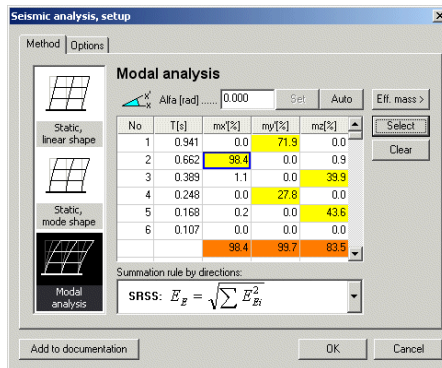 Seismic analysis, setup
Method Options
Static,
linear shape
Static,
mode shape
Modal
analysis
Modal analysis
x' x Alfa [rad] ...... 0.000 Set Auto Eff. mass >
No T[s] mx'[%] my'[%] mz[%]
1 0.941 0.0 71.9 0.0
2 0.662 98.4 0.0 0.9
3 0.389 1.1 0.0 39.9
4 0.248 0.0 27.8 0.0
5 0.168 0.2 0.0 43.6
6 0.107 0.0 0.0 0.0
98.4 99.7 83.5
Select
Clear
Summation rule by directions:
SRSS: E_E = √∑ E_Ei^2
Add to documentation OK Cancel